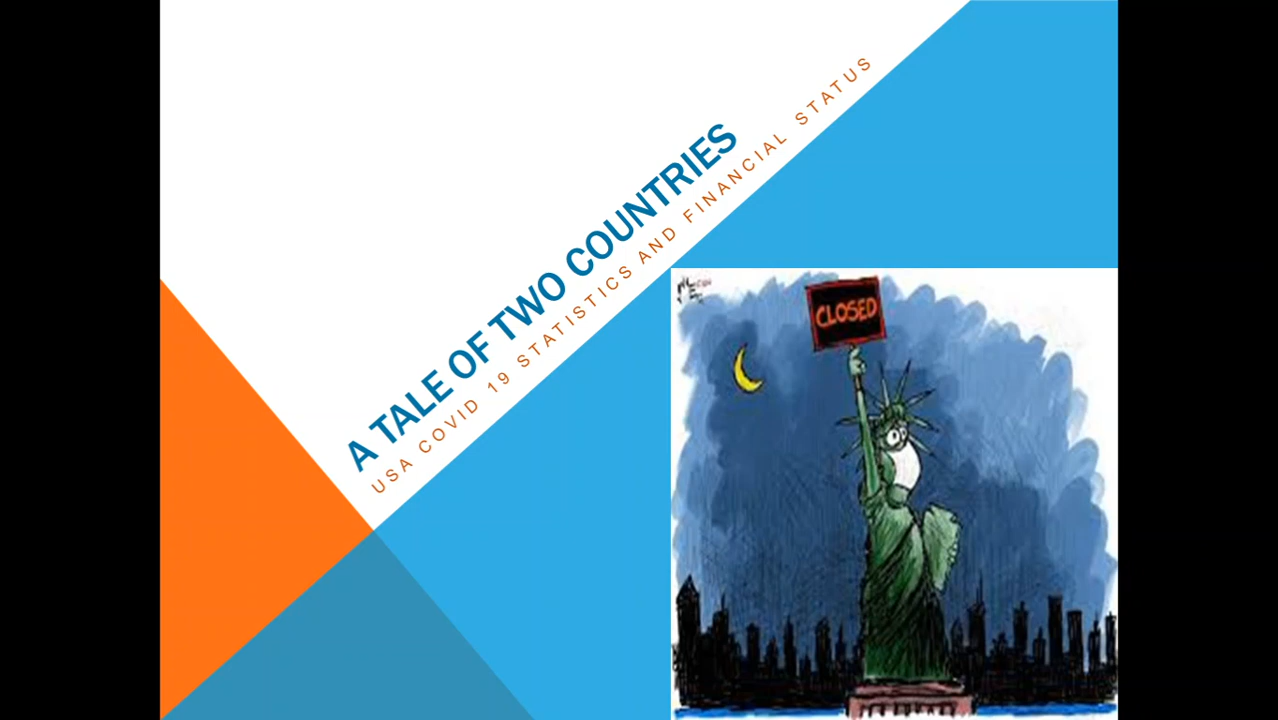 A TALE OF TWO COUNTRIES
USA COVID 19 STATISTICS AND FINANCIAL STATUS
CLOSED